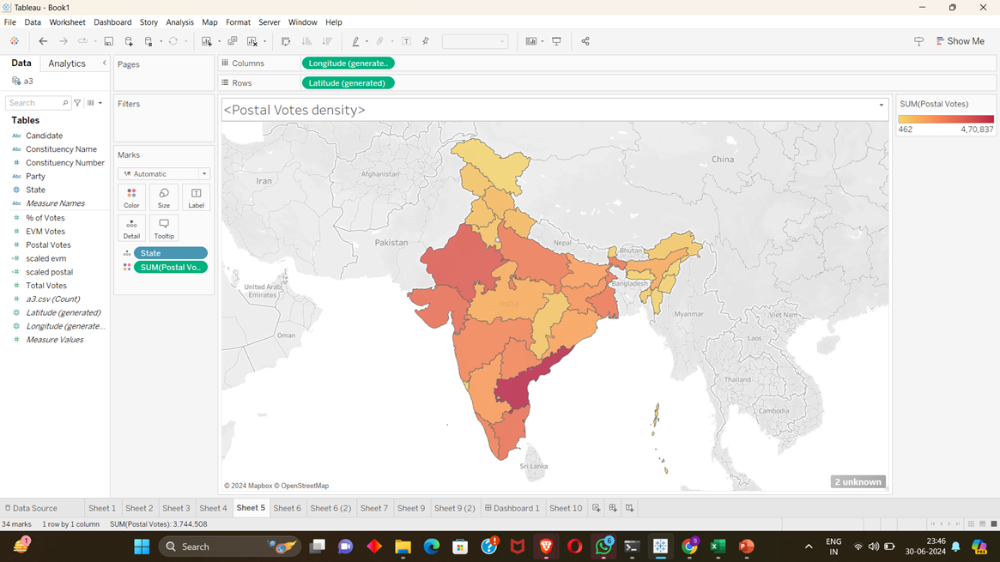 Tableau - Book1
File Data Worksheet Dashboard Story Analysis Map Format Server Window Help
Show Me
Data Analytics
a3
Search
Tables
Abc Candidate
Abc Constituency Name
# Constituency Number
Abc Party
State
Abc Measure Names
# % of Votes
# EVM Votes
# Postal Votes
# scaled evm
# scaled postal
# Total Votes
# a3.csv (Count)
Latitude (generated)
Longitude (generate...
# Measure Values
Pages
Filters
Marks
Automatic
Color Size Label
Detail Tooltip
State
SUM(Postal Vo..
Columns Longitude (generate..
Rows Latitude (generated)
<Postal Votes density>
China
Iran
Afghanistan
Pakistan
Nepal
Bhutan
Bangladesh
United Arab
Emirates
India
Myanmar
Oman
Viet Nam
Laos
Thailand
Cambodia
Sri Lanka
© 2024 Mapbox © OpenStreetMap
2 unknown
SUM(Postal Votes)
462 4,70,837
Data Source Sheet 1 Sheet 2 Sheet 3 Sheet 4 Sheet 5 Sheet 6 Sheet 6 (2) Sheet 7 Sheet 9 Sheet 9 (2) Dashboard 1 Sheet 10
34 marks 1 row by 1 column SUM(Postal Votes): 3,744,508
1
Search
6
S
ENG
IN
23:46
30-06-2024
PRE